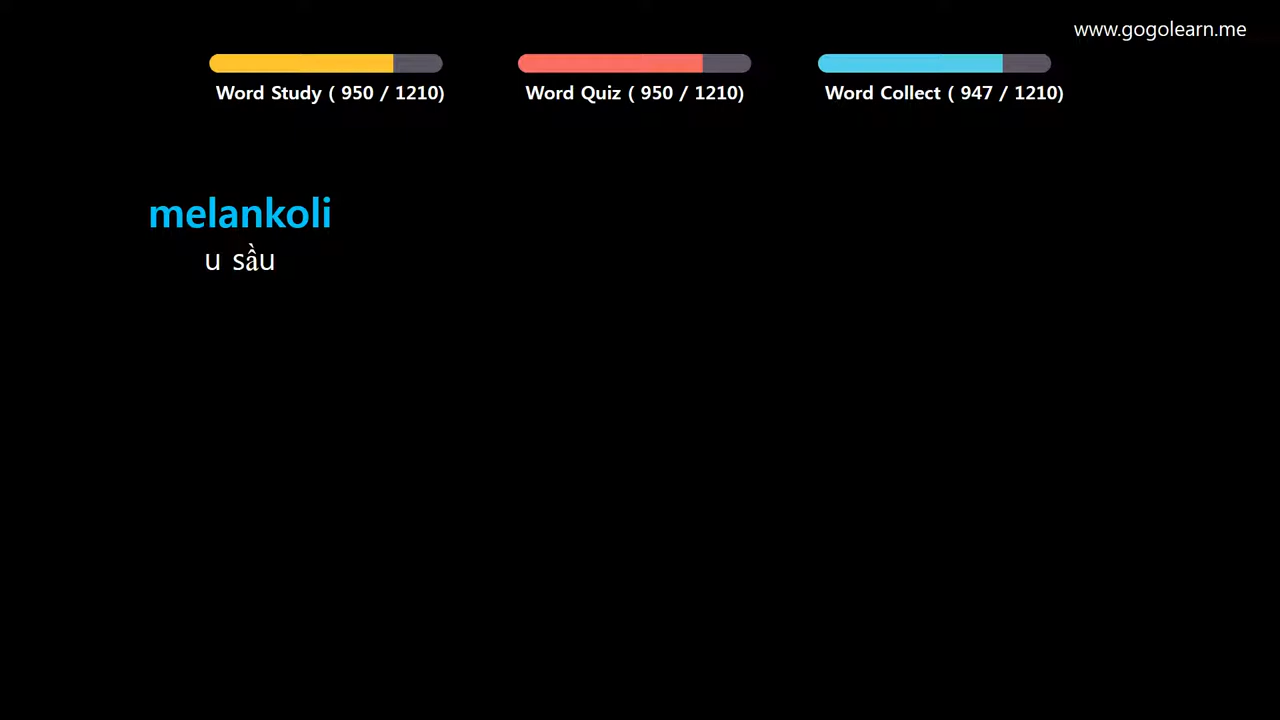 www.gogolearn.me
Word Study ( 950 / 1210)
Word Quiz ( 950 / 1210)
Word Collect ( 947 / 1210)
melankoli
u sầu